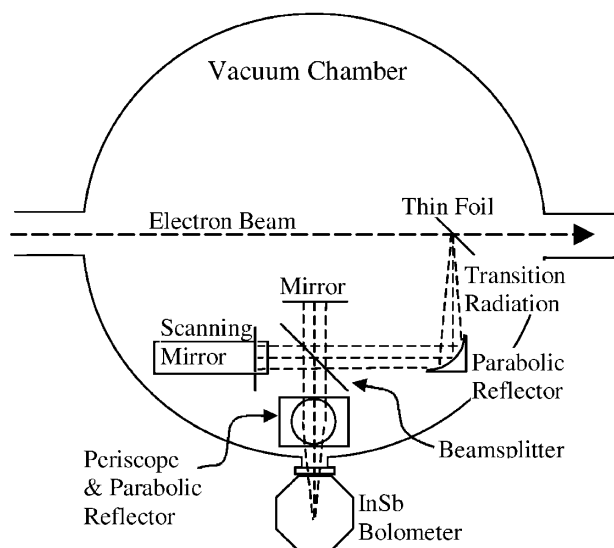 Vacuum Chamber
Thin Foil
Electron Beam
Transition
Radiation
Mirror
Scanning
Mirror
Parabolic
Reflector
Beamsplitter
Periscope
& Parabolic
Reflector
InSb
Bolometer